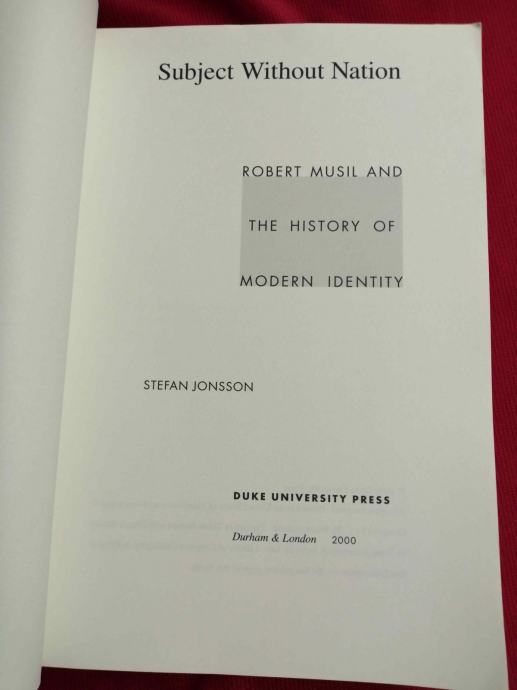 Subject Without Nation
ROBERT MUSIL AND
THE HISTORY OF
MODERN IDENTITY
STEFAN JONSSON
DUKE UNIVERSITY PRESS
Durham & London 2000